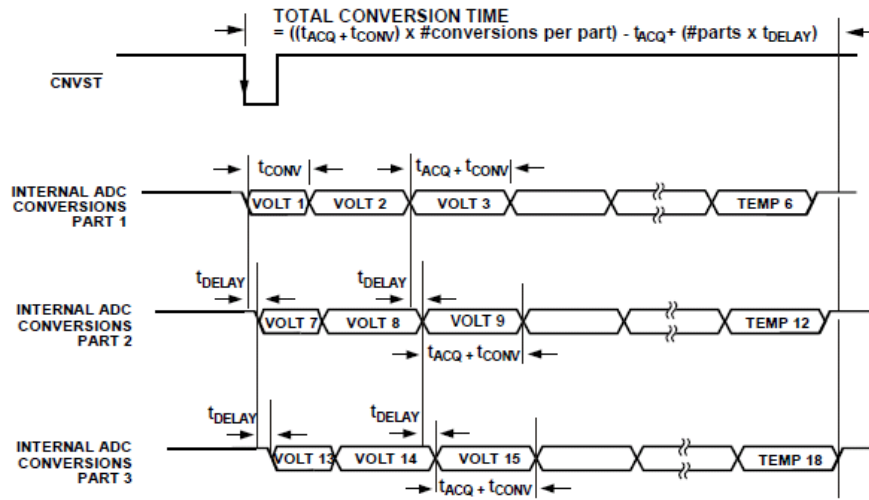 TOTAL CONVERSION TIME
= ((tACQ + tCONV) x #conversions per part) - tACQ+ (#parts x tDELAY)
CNVST
tCONV
tACQ + tCONV
INTERNAL ADC
CONVERSIONS
PART 1
VOLT 1
VOLT 2
VOLT 3
TEMP 6
tDELAY
tDELAY
INTERNAL ADC
CONVERSIONS
PART 2
VOLT 7
VOLT 8
VOLT 9
TEMP 12
tACQ + tCONV
tDELAY
tDELAY
INTERNAL ADC
CONVERSIONS
PART 3
VOLT 13
VOLT 14
VOLT 15
TEMP 18
tACQ + tCONV